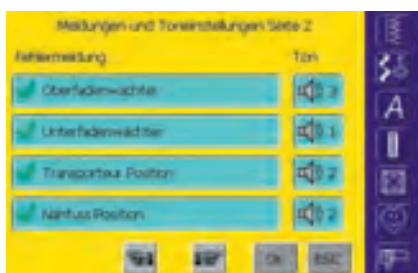 Meldungen und Toneinstellungen Seite 2
Fehlermeldung Ton
Oberfadenwächter 3
Unterfadenwächter 1
Transporteur Position 2
Nähfuss Position 2
OK ESC
A